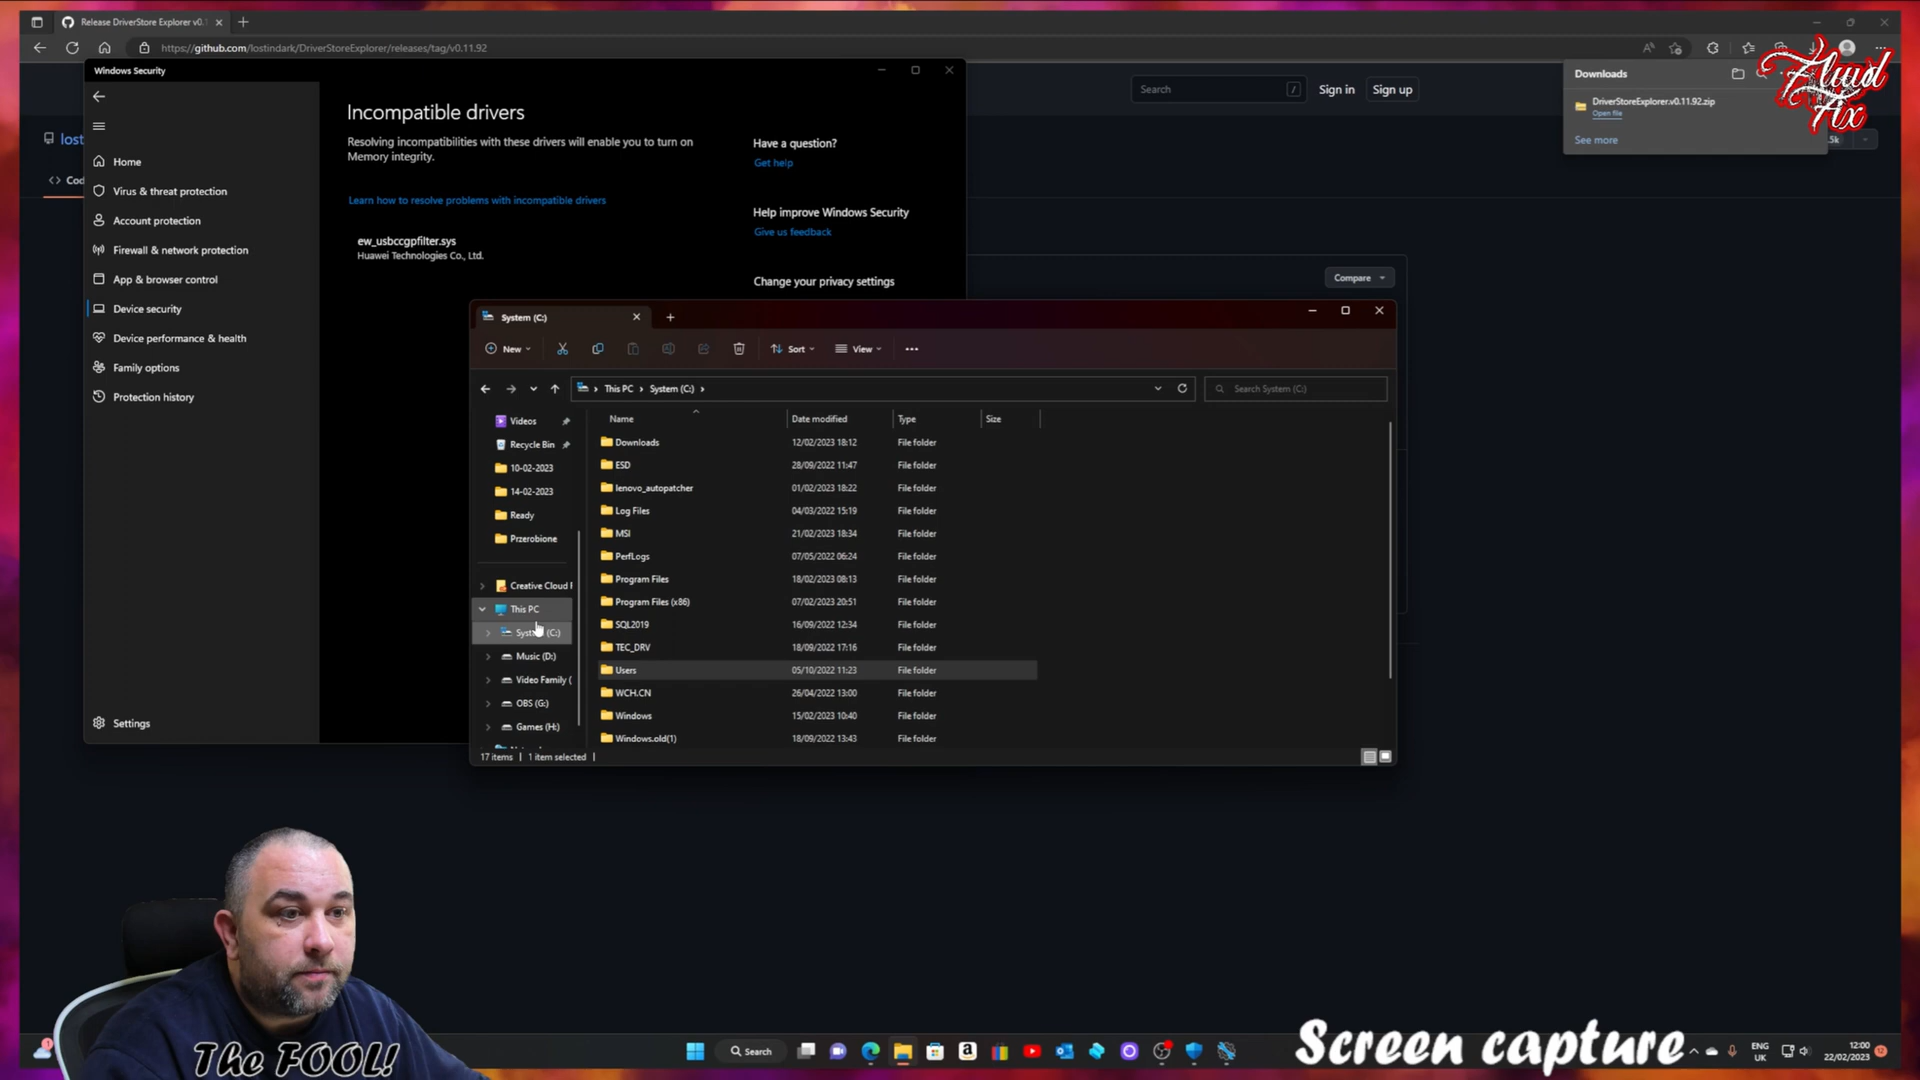 Release DriverStore Explorer v0.1
https://github.com/lostindark/DriverStoreExplorer/releases/tag/v0.11.92
Windows Security
Search
/
Sign in
Sign up
Downloads
DriverStoreExplorer.v0.11.92.zip
Open file
See more
Fluid
Fix
.5k
lost
<> Cod
Home
Virus & threat protection
Account protection
Firewall & network protection
App & browser control
Device security
Device performance & health
Family options
Protection history
Settings
Incompatible drivers
Resolving incompatibilities with these drivers will enable you to turn on
Memory integrity.
Learn how to resolve problems with incompatible drivers
ew_usbccgpfilter.sys
Huawei Technologies Co., Ltd.
Have a question?
Get help
Help improve Windows Security
Give us feedback
Change your privacy settings
Compare
System (C:)
New
Sort
View
This PC > System (C:) >
Search System (C:)
Videos
Recycle Bin
10-02-2023
14-02-2023
Ready
Przerobione
Creative Cloud F
This PC
System (C:)
Music (D:)
Video Family (
OBS (G:)
Games (H:)
Name Date modified Type Size
Downloads 12/02/2023 18:12 File folder
ESD 28/09/2022 11:47 File folder
lenovo_autopatcher 01/02/2023 18:22 File folder
Log Files 04/03/2022 15:19 File folder
MSI 21/02/2023 18:34 File folder
PerfLogs 07/05/2022 06:24 File folder
Program Files 18/02/2023 08:13 File folder
Program Files (x86) 07/02/2023 20:51 File folder
SQL2019 16/09/2022 12:34 File folder
TEC_DRV 18/09/2022 17:16 File folder
Users 05/10/2022 11:23 File folder
WCH.CN 26/04/2022 13:00 File folder
Windows 15/02/2023 10:40 File folder
Windows.old(1) 18/09/2022 13:43 File folder
17 items | 1 item selected |
The FOOL!
Screen capture
Search
ENG
UK
12:00
22/02/2023